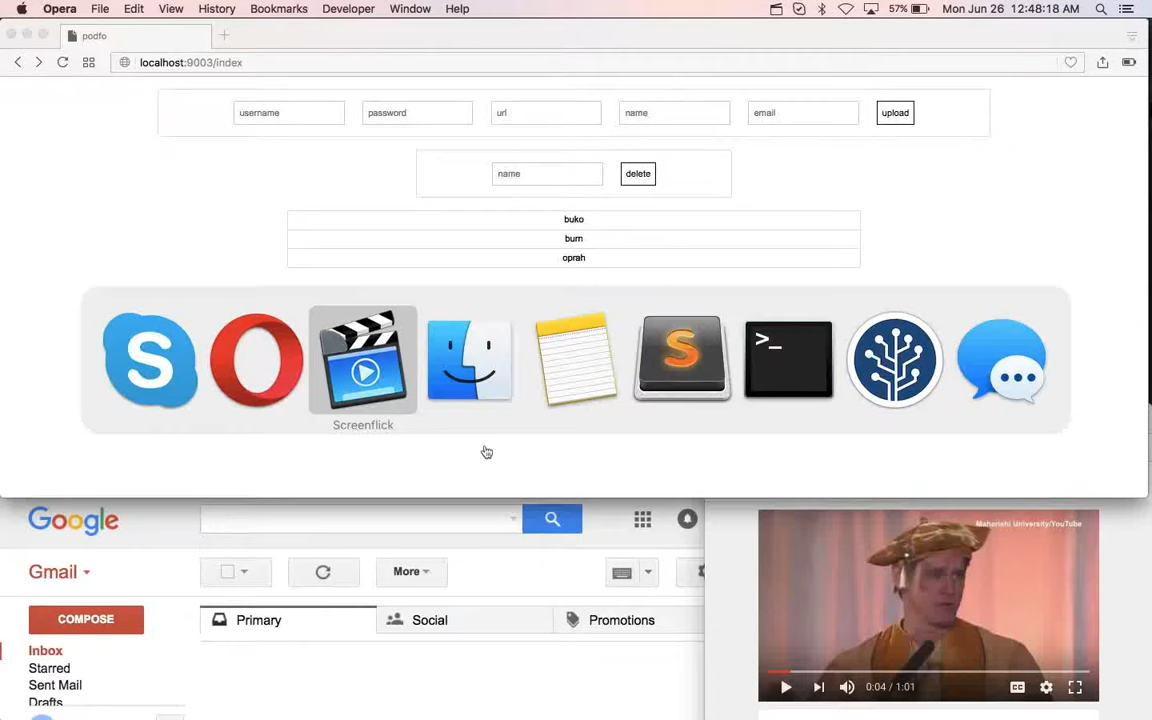 Opera File Edit View History Bookmarks Developer Window Help 57% Mon Jun 26 12:48:18 AM
podfo
localhost:9003/index
username password url name email upload
name delete
buko
burn
oprah
S S >_
Screenflick
Google
Gmail More
COMPOSE Primary Social Promotions
Inbox
Starred
Sent Mail
Drafts
Maharishi University/YouTube
0:04 / 1:01 CC